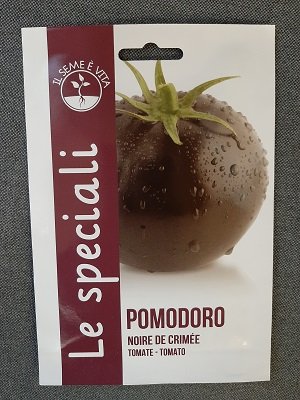 IL SEME È VITA
Le speciali
POMODORO
NOIRE DE CRIMÉE
TOMATE - TOMATO